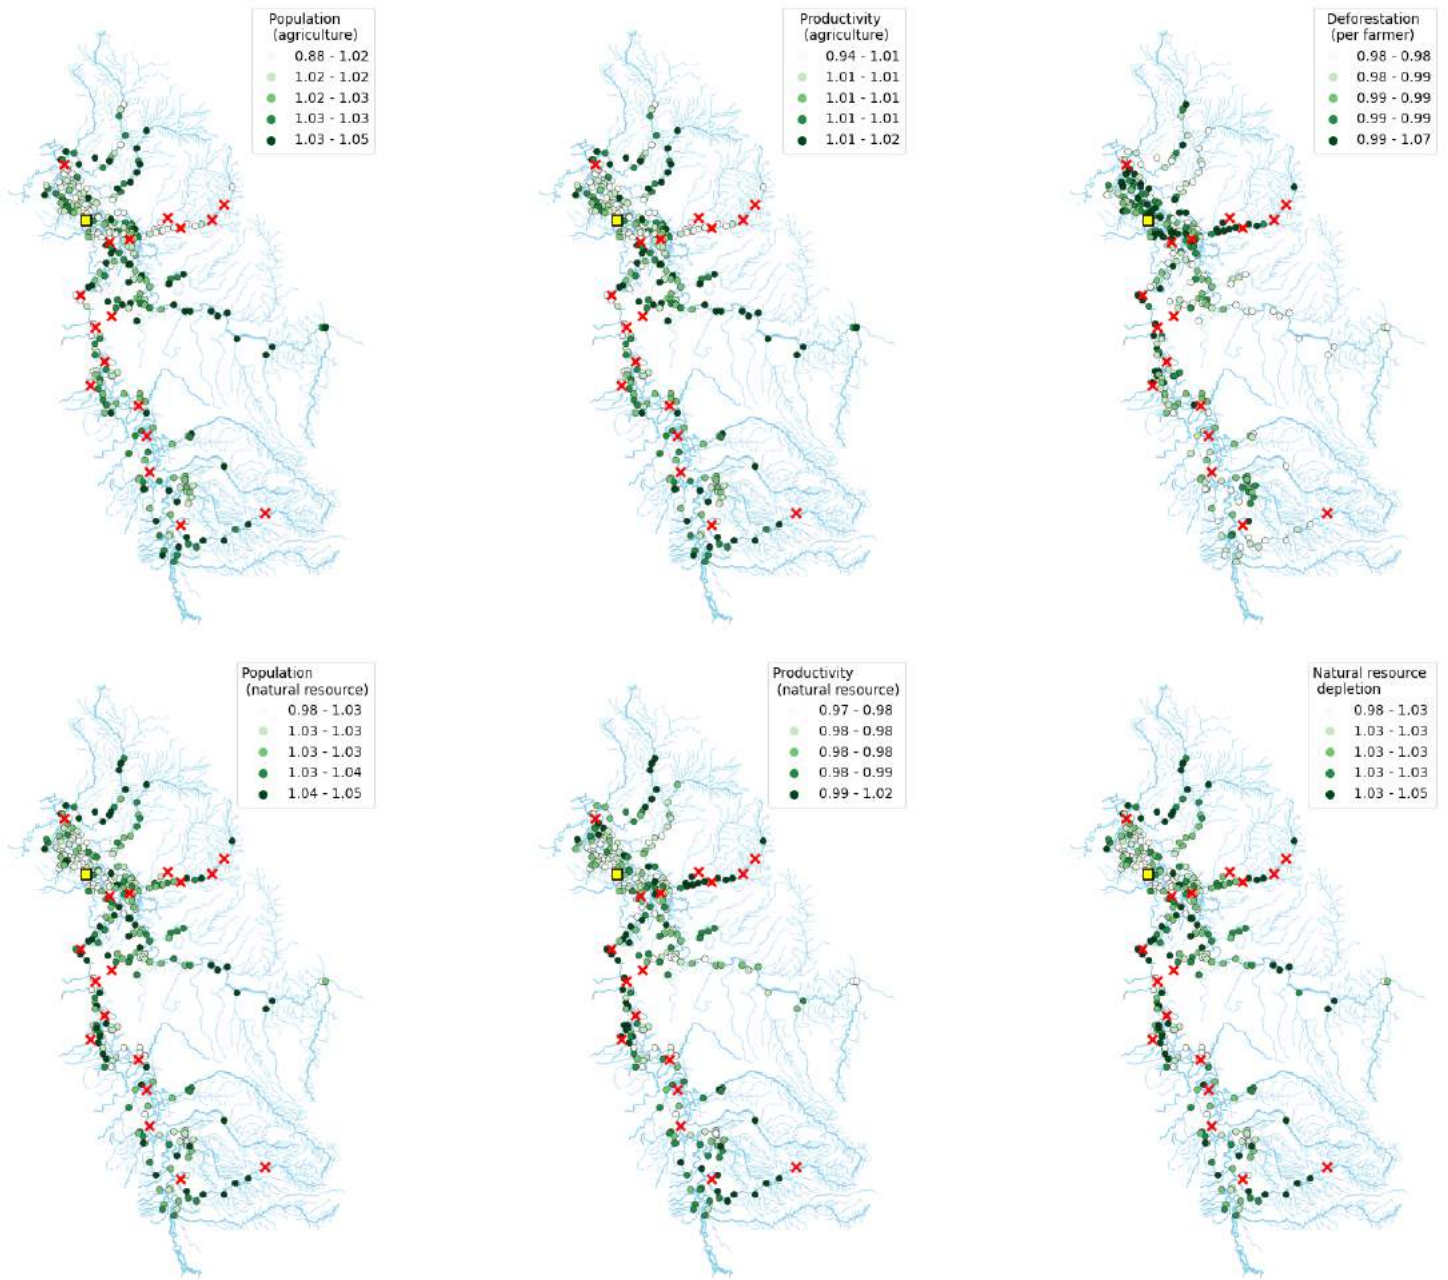 Population
(agriculture)
0.88 - 1.02
1.02 - 1.02
1.02 - 1.03
1.03 - 1.03
1.03 - 1.05
Productivity
(agriculture)
0.94 - 1.01
1.01 - 1.01
1.01 - 1.01
1.01 - 1.01
1.01 - 1.02
Deforestation
(per farmer)
0.98 - 0.98
0.98 - 0.99
0.99 - 0.99
0.99 - 0.99
0.99 - 1.07
Population
(natural resource)
0.98 - 1.03
1.03 - 1.03
1.03 - 1.03
1.03 - 1.04
1.04 - 1.05
Productivity
(natural resource)
0.97 - 0.98
0.98 - 0.98
0.98 - 0.98
0.98 - 0.99
0.99 - 1.02
Natural resource
depletion
0.98 - 1.03
1.03 - 1.03
1.03 - 1.03
1.03 - 1.03
1.03 - 1.05